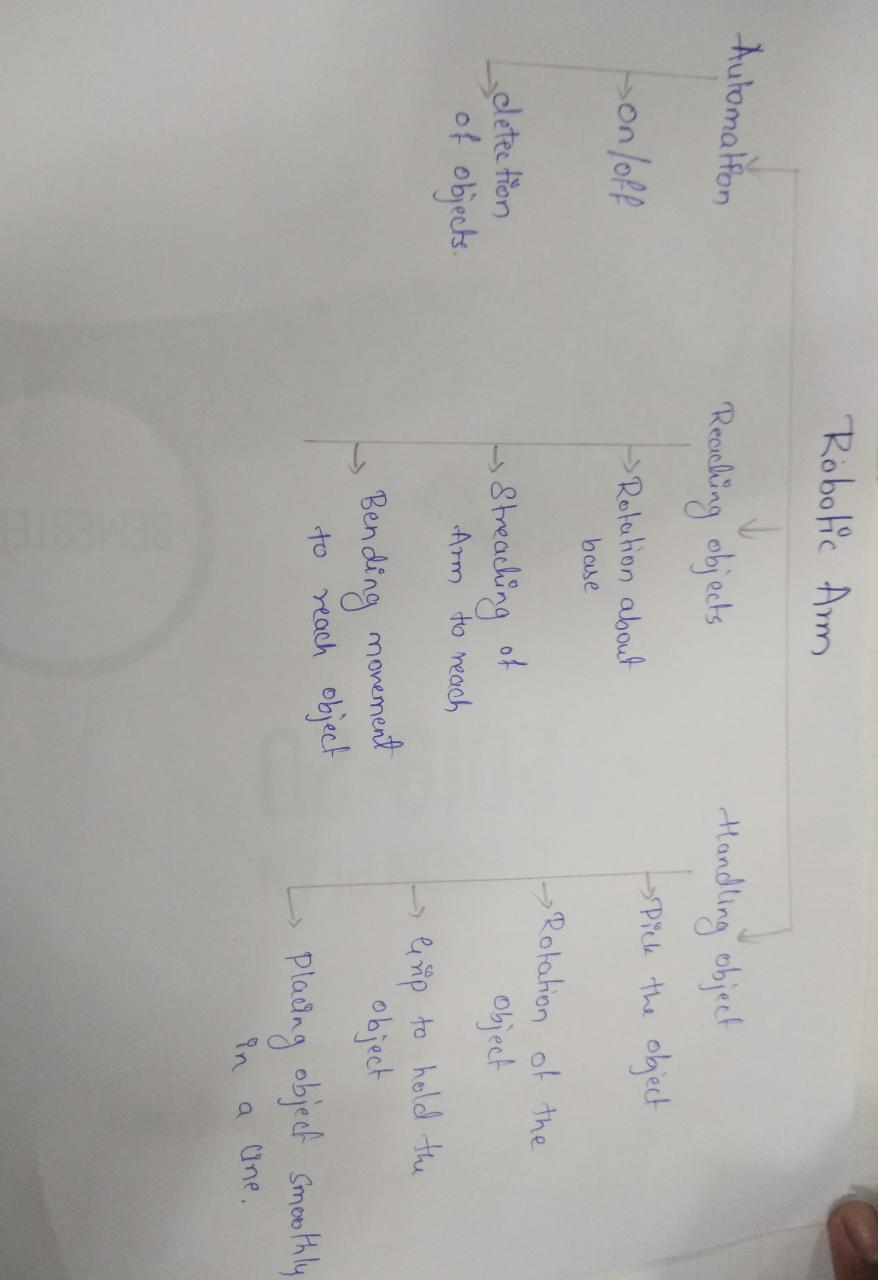 Robotic Arm
Automation
on/off
detection
of objects.
Reaching objects
Rotation about
base
Streaching of
Arm to reach
Bending movement
to reach object
Handling object
Pick the object
Rotation of the
object
Grip to hold the
object
Placing object smoothly
in a line.